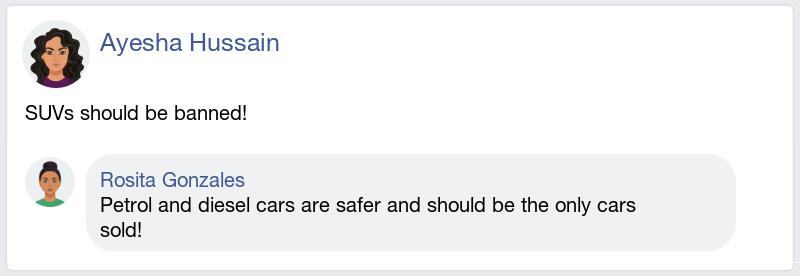 Ayesha Hussain
SUVs should be banned!
Rosita Gonzales
Petrol and diesel cars are safer and should be the only cars
sold!